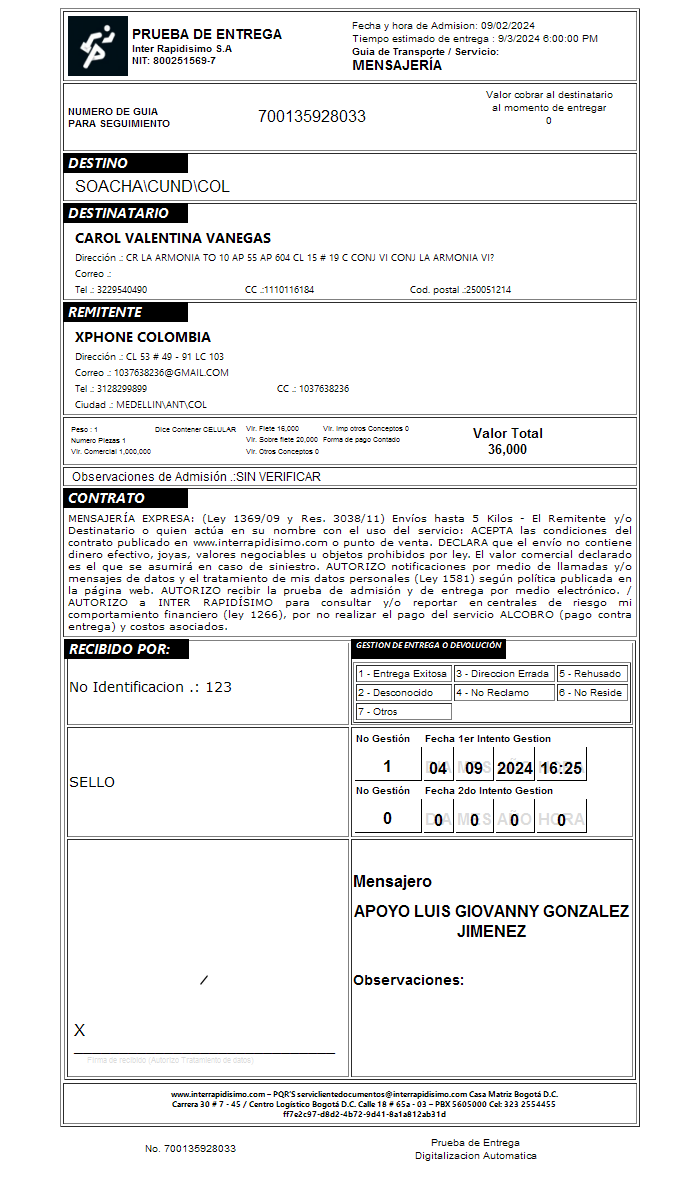 PRUEBA DE ENTREGA
Inter Rapidisimo S.A
NIT: 800251569-7
Fecha y hora de Admision: 09/02/2024
Tiempo estimado de entrega : 9/3/2024 6:00:00 PM
Guia de Transporte / Servicio:
MENSAJERÍA
NUMERO DE GUIA
PARA SEGUIMIENTO
700135928033
Valor cobrar al destinatario
al momento de entregar
0
DESTINO
SOACHA\CUND\COL
DESTINATARIO
CAROL VALENTINA VANEGAS
Dirección .: CR LA ARMONIA TO 10 AP 55 AP 604 CL 15 # 19 C CONJ VI CONJ LA ARMONIA VI?
Correo .:
Tel .: 3229540490 CC .:1110116184 Cod. postal .:250051214
REMITENTE
XPHONE COLOMBIA
Dirección .: CL 53 # 49 - 91 LC 103
Correo .: 1037638236@GMAIL.COM
Tel .: 3128299899 CC .: 1037638236
Ciudad .: MEDELLIN\ANT\COL
Peso : 1 Dice Contener CELULAR Vlr. Flete 16,000 Vlr. Imp otros Conceptos 0
Numero Piezas 1 Vlr. Sobre flete 20,000 Forma de pago Contado
Vlr. Comercial 1,000,000 Vlr. Otros Conceptos 0
Valor Total
36,000
Observaciones de Admisión .:SIN VERIFICAR
CONTRATO
MENSAJERÍA EXPRESA: (Ley 1369/09 y Res. 3038/11) Envíos hasta 5 Kilos - El Remitente y/o
Destinatario o quien actúa en su nombre con el uso del servicio: ACEPTA las condiciones del
contrato publicado en www.interrapidisimo.com o punto de venta. DECLARA que el envío no contiene
dinero efectivo, joyas, valores negociables u objetos prohibidos por ley. El valor comercial declarado
es el que se asumirá en caso de siniestro. AUTORIZO notificaciones por medio de llamadas y/o
mensajes de datos y el tratamiento de mis datos personales (Ley 1581) según política publicada en
la página web. AUTORIZO recibir la prueba de admisión y de entrega por medio electrónico. /
AUTORIZO a INTER RAPIDÍSIMO para consultar y/o reportar en centrales de riesgo mi
comportamiento financiero (ley 1266), por no realizar el pago del servicio ALCOBRO (pago contra
entrega) y costos asociados.
RECIBIDO POR:
No Identificacion .: 123
SELLO
GESTION DE ENTREGA O DEVOLUCIÓN
1 - Entrega Exitosa 3 - Direccion Errada 5 - Rehusado
2 - Desconocido 4 - No Reclamo 6 - No Reside
7 - Otros
No Gestión Fecha 1er Intento Gestion
DIA MES AÑO HORA
1 04 09 2024 16:25
No Gestión Fecha 2do Intento Gestion
DIA MES AÑO HORA
0 0 0 0 0
X
Firma de recibido (Autorizo Tratamiento de datos)
Mensajero
APOYO LUIS GIOVANNY GONZALEZ
JIMENEZ
Observaciones:
www.interrapidisimo.com – PQR'S servclientedocumentos@interrapidisimo.com Casa Matriz Bogotá D.C.
Carrera 30 # 7 - 45 / Centro Logístico Bogotá D.C. Calle 18 # 65a - 03 – PBX 5605000 Cel: 323 2554455
ff7e2c97-d8d2-4b72-9d41-8a1a812ab31d
No. 700135928033
Prueba de Entrega
Digitalizacion Automatica